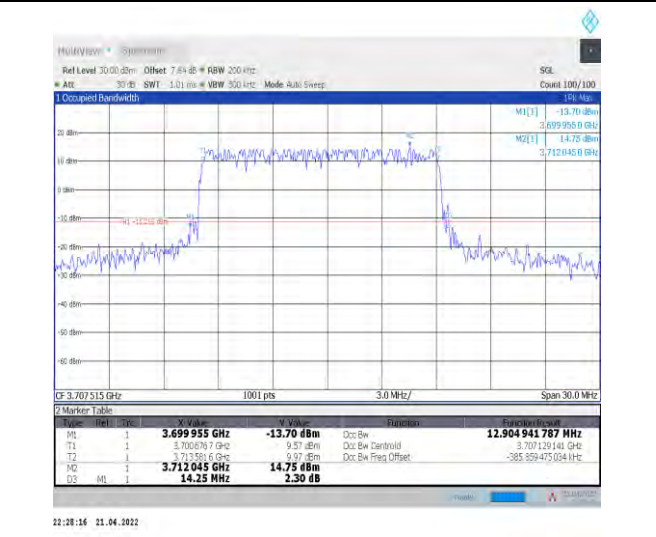 MultiView Spectrum
Ref Level 30.00 dBm Offset 7.64 dB RBW 200 kHz SGL
Att 30 dB SWT 1.01 ms VBW 500 kHz Mode Auto Sweep Count 100/100
1 Occupied Bandwidth 1Pk Max
M1[1] -13.70 dBm
3.699 955 0 GHz
M2[1] 14.75 dBm
3.712 045 0 GHz
20 dBm
10 dBm
0 dBm
-10 dBm
-20 dBm
-30 dBm
-40 dBm
-50 dBm
-60 dBm
CF 3.707 515 GHz 1001 pts 3.0 MHz/ Span 30.0 MHz
2 Marker Table
Type Ref Trc X-Value Y-Value Function Function Result
M1 1 3.699 955 GHz -13.70 dBm Occ Bw 12.904 941 787 MHz
T1 1 3.700 676 7 GHz 9.57 dBm Occ Bw Centroid 3.707 129 141 GHz
T2 1 3.713 581 6 GHz 9.97 dBm Occ Bw Freq Offset -385.859 475 034 kHz
M2 1 3.712 045 GHz 14.75 dBm
D3 M1 1 14.25 MHz 2.30 dB
22:28:16 21.04.2022